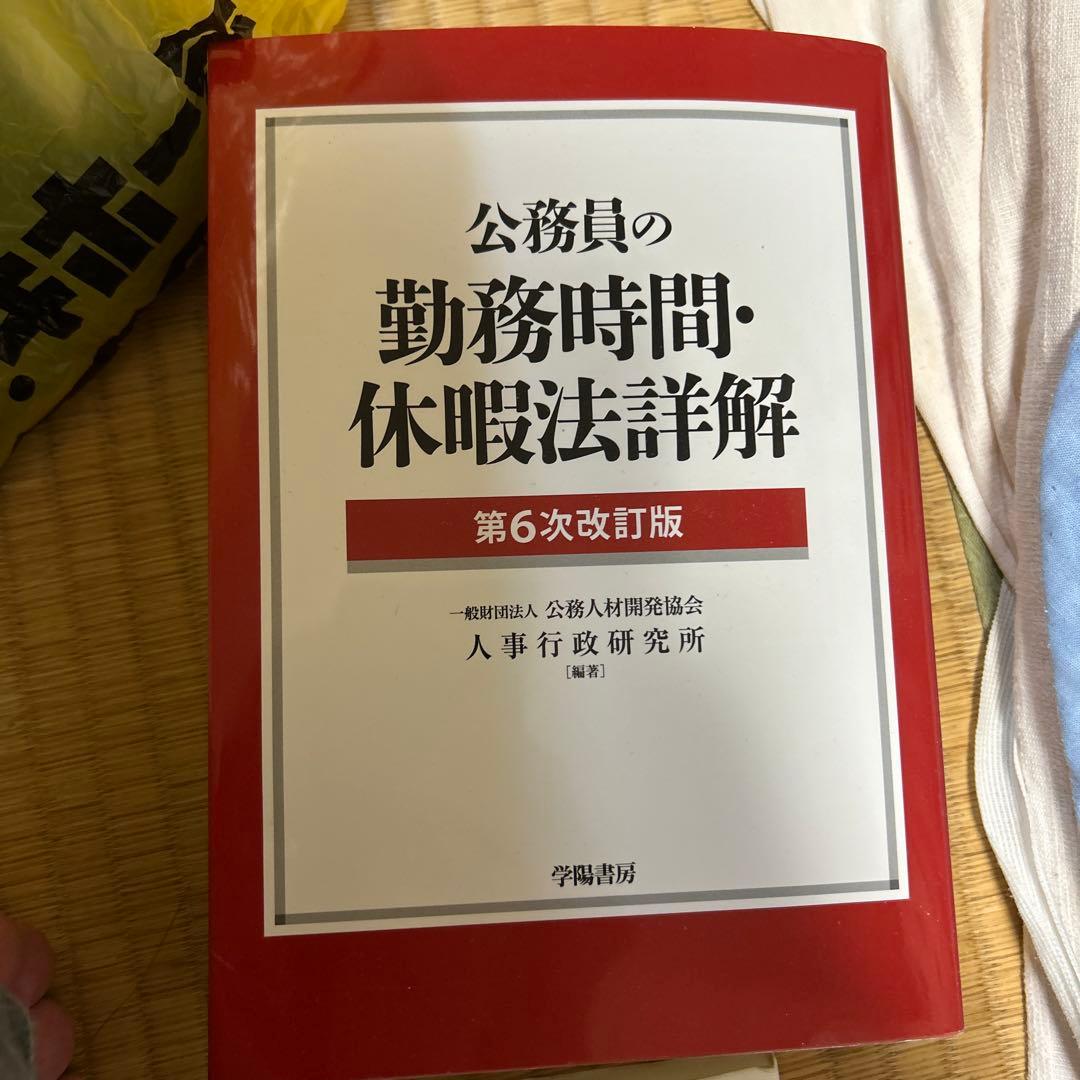 公務員の
勤務時間・
休暇法詳解
第6次改訂版
一般財団法人 公務人材開発協会
人事行政研究所
[編著]
学陽書房